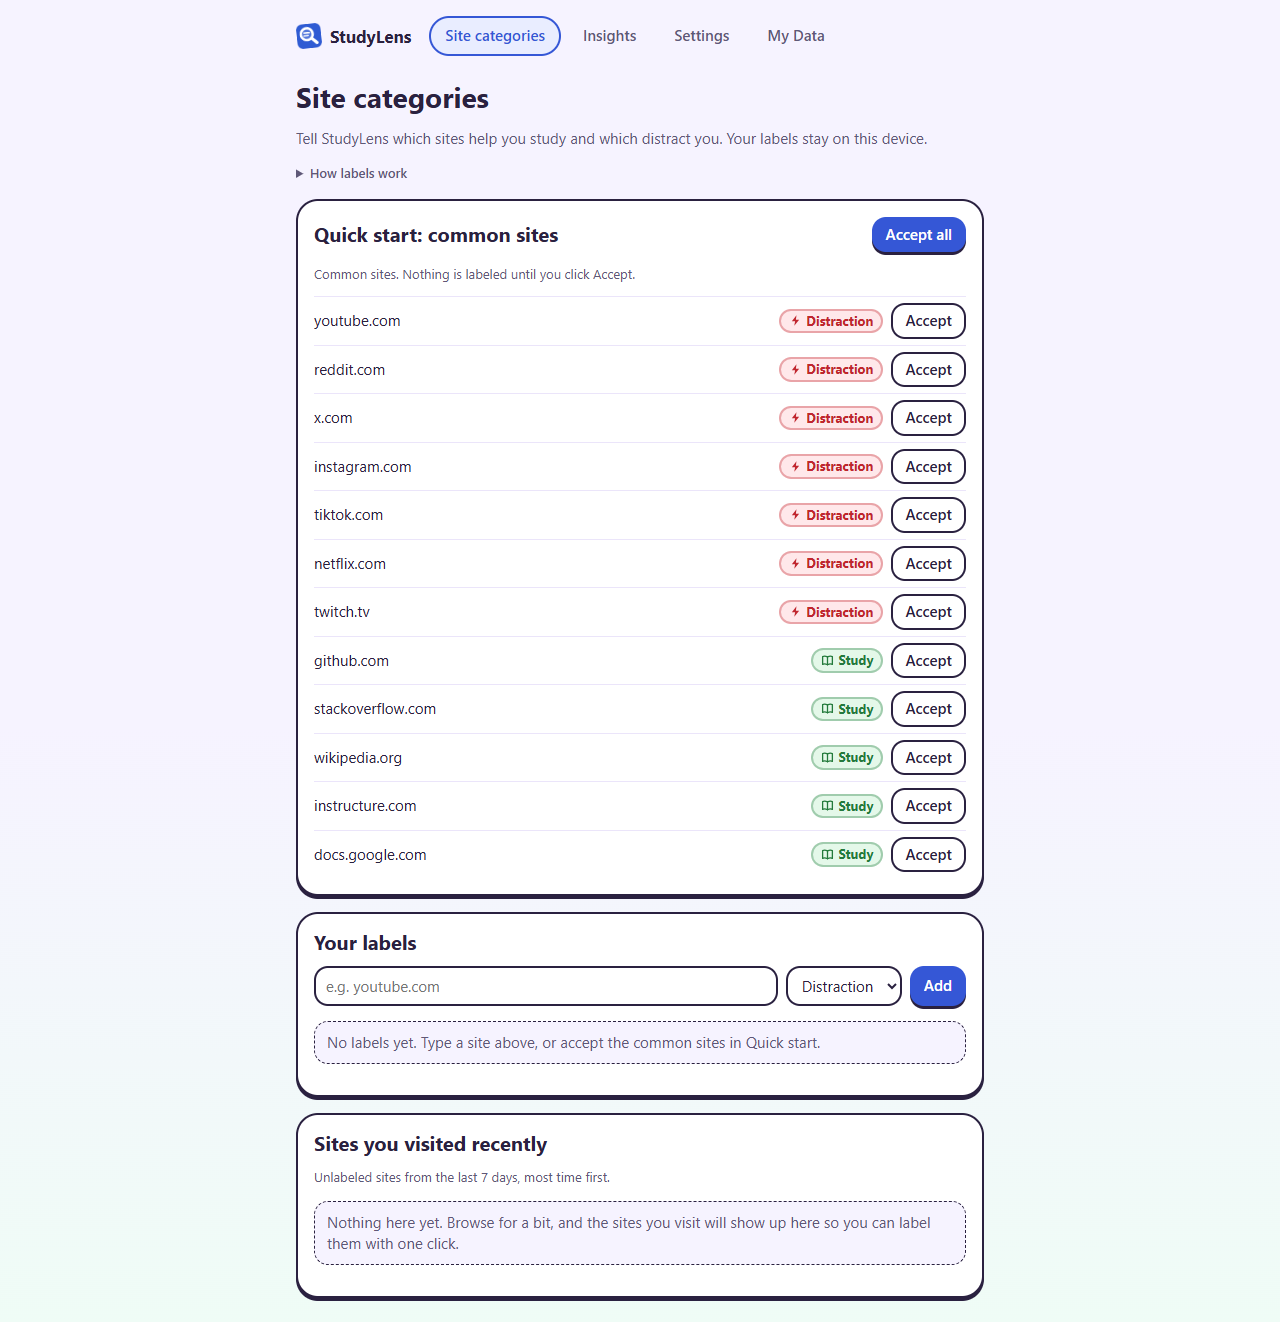 StudyLens
Site categories
Insights
Settings
My Data
Site categories
Tell StudyLens which sites help you study and which distract you. Your labels stay on this device.
How labels work
Quick start: common sites
Accept all
Common sites. Nothing is labeled until you click Accept.
youtube.com Distraction Accept
reddit.com Distraction Accept
x.com Distraction Accept
instagram.com Distraction Accept
tiktok.com Distraction Accept
netflix.com Distraction Accept
twitch.tv Distraction Accept
github.com Study Accept
stackoverflow.com Study Accept
wikipedia.org Study Accept
instructure.com Study Accept
docs.google.com Study Accept
Your labels
e.g. youtube.com Distraction Add
No labels yet. Type a site above, or accept the common sites in Quick start.
Sites you visited recently
Unlabeled sites from the last 7 days, most time first.
Nothing here yet. Browse for a bit, and the sites you visit will show up here so you can label
them with one click.